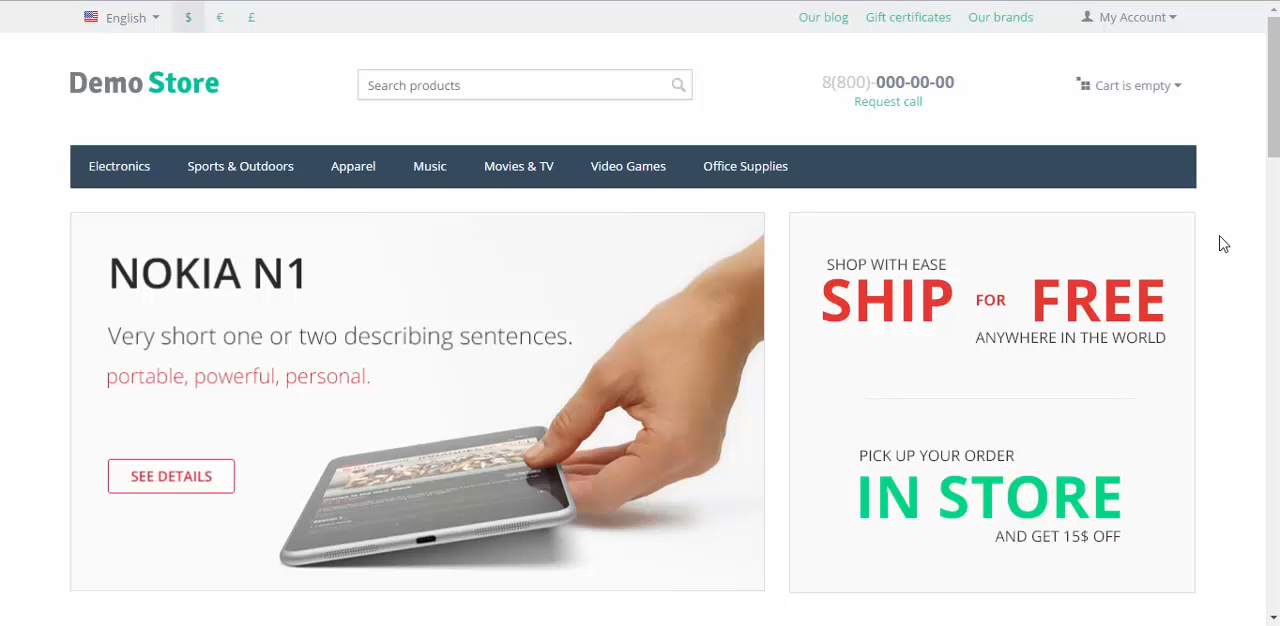 English $ € £ Our blog Gift certificates Our brands My Account
Demo Store Search products 8(800)-000-00-00 Cart is empty
Request call
Electronics Sports & Outdoors Apparel Music Movies & TV Video Games Office Supplies
NOKIA N1
Very short one or two describing sentences.
portable, powerful, personal.
SEE DETAILS
SHOP WITH EASE
SHIP FOR FREE
ANYWHERE IN THE WORLD
PICK UP YOUR ORDER
IN STORE
AND GET 15$ OFF